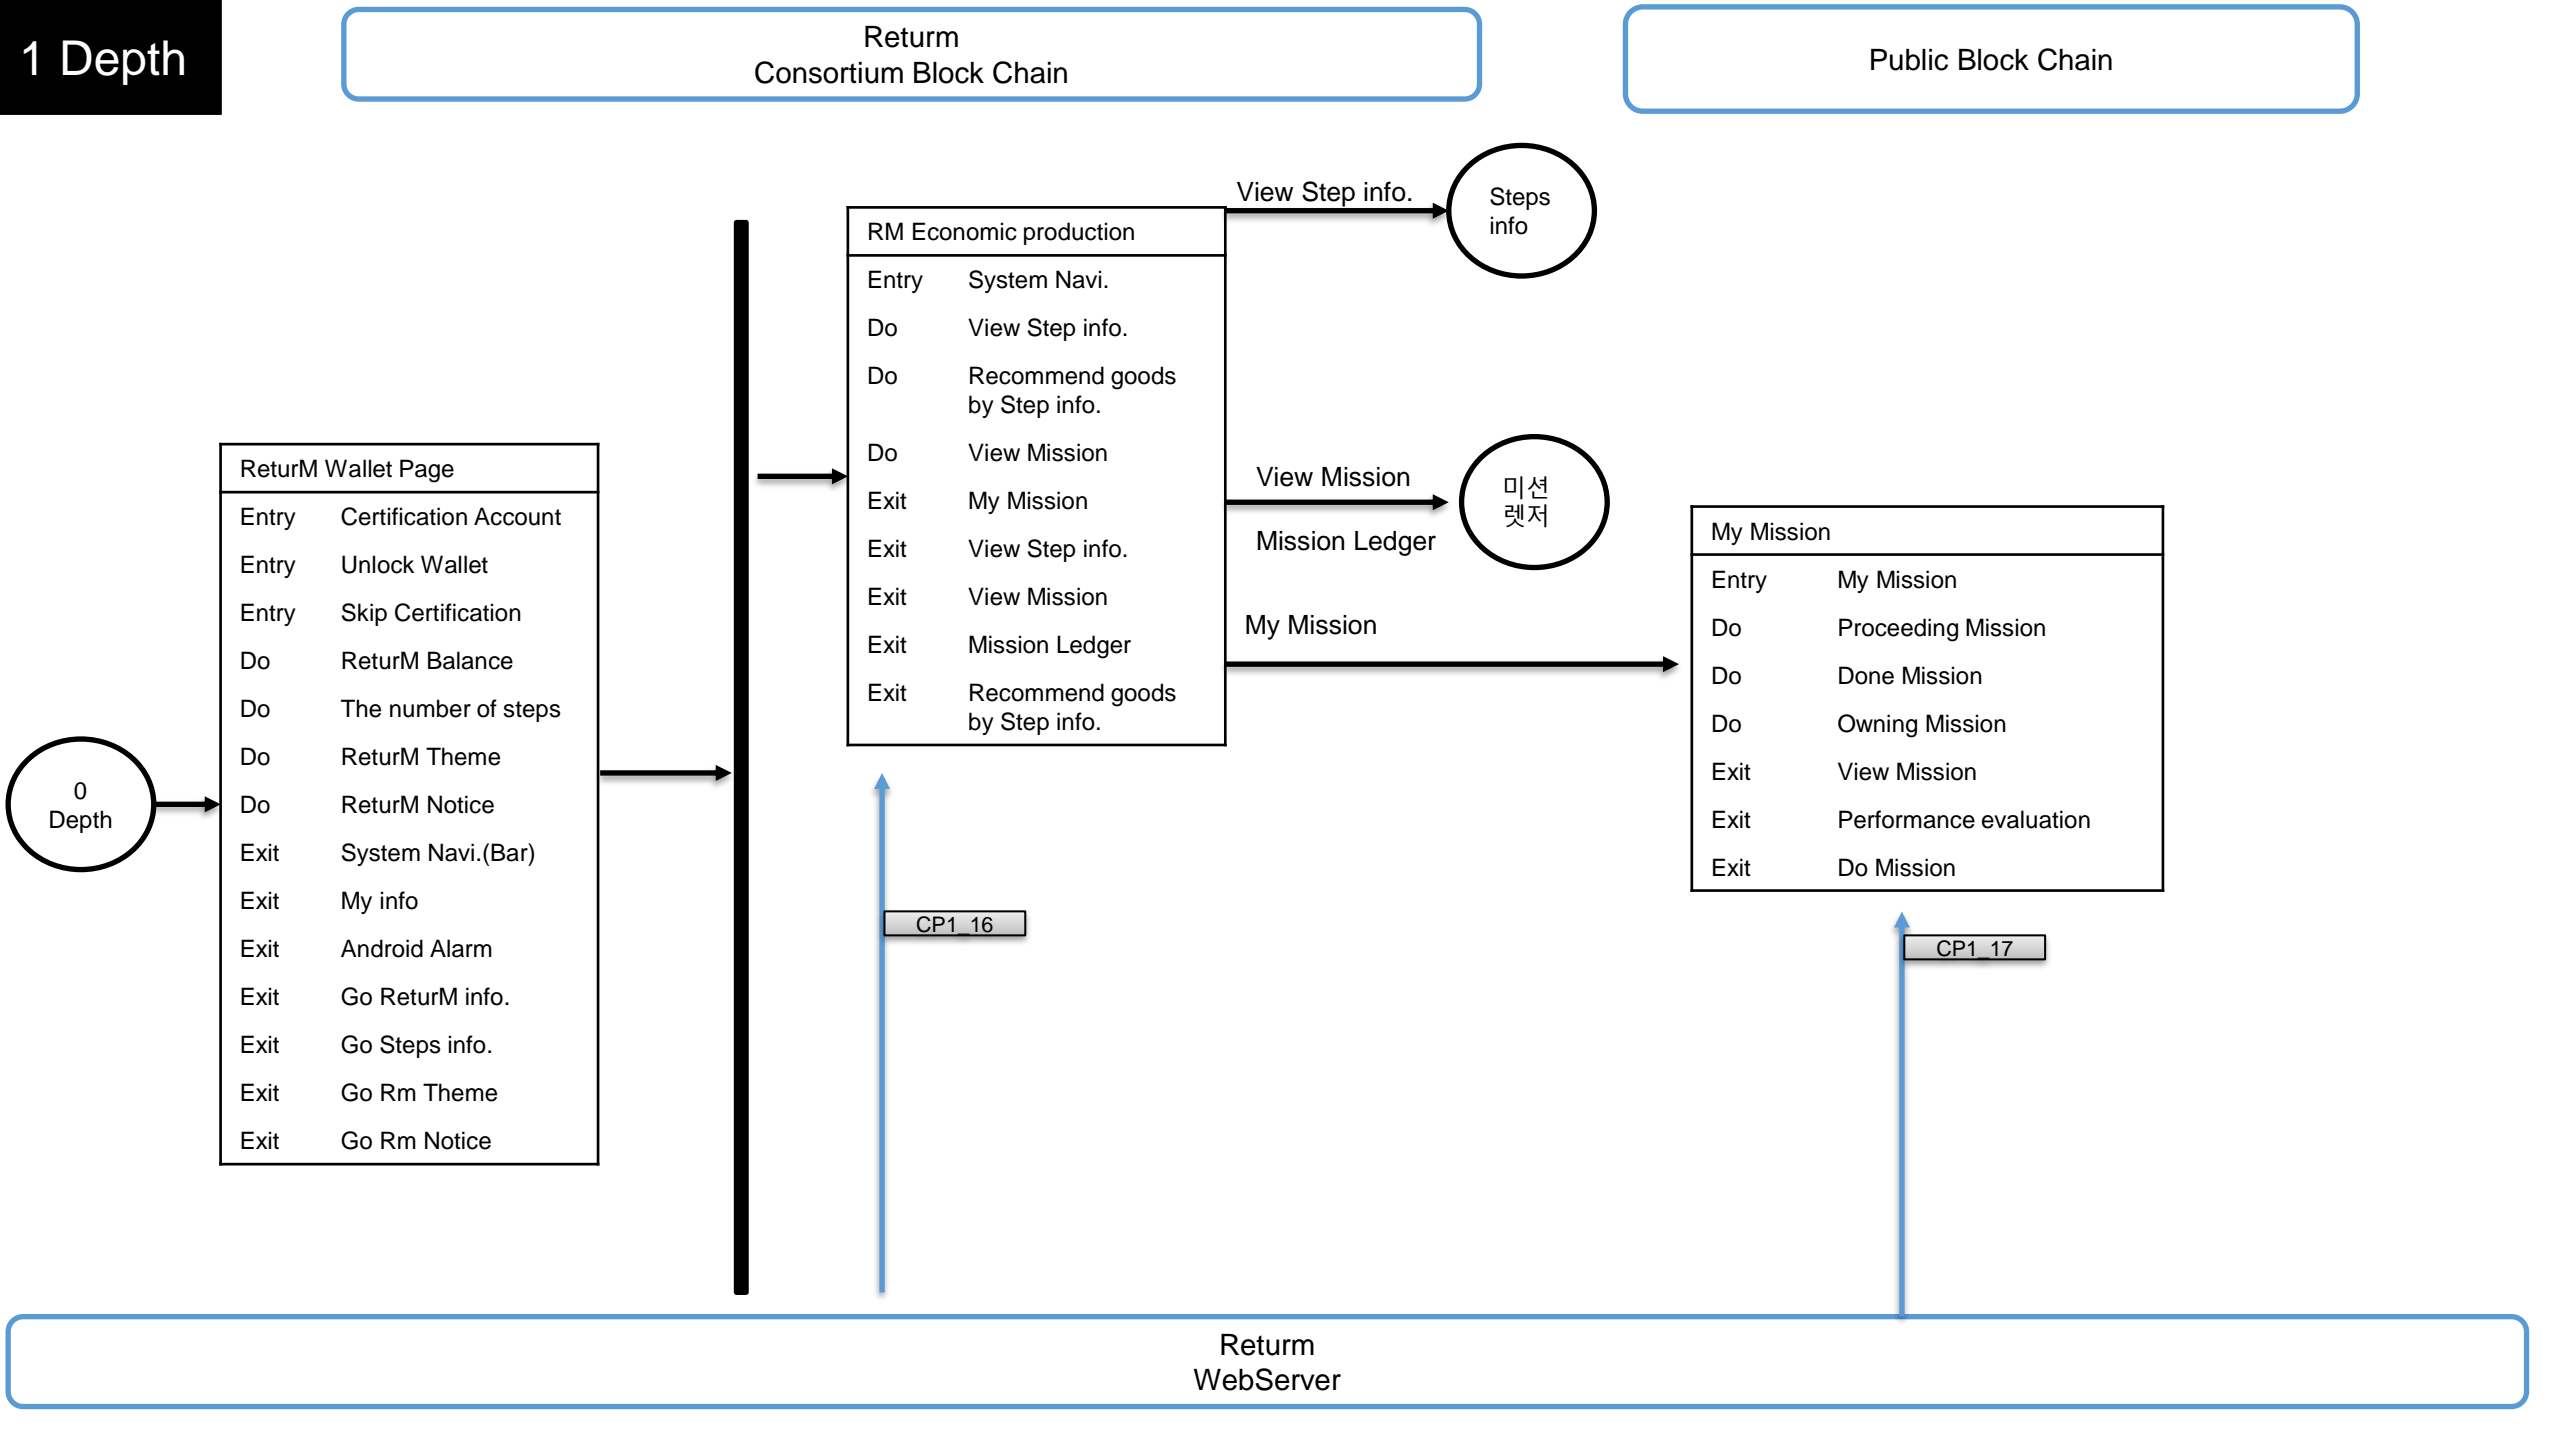 1 Depth
Returm
Consortium Block Chain
Public Block Chain
0
Depth
ReturM Wallet Page
Entry Certification Account
Entry Unlock Wallet
Entry Skip Certification
Do ReturM Balance
Do The number of steps
Do ReturM Theme
Do ReturM Notice
Exit System Navi.(Bar)
Exit My info
Exit Android Alarm
Exit Go ReturM info.
Exit Go Steps info.
Exit Go Rm Theme
Exit Go Rm Notice
RM Economic production
Entry System Navi.
Do View Step info.
Do Recommend goods
by Step info.
Do View Mission
Exit My Mission
Exit View Step info.
Exit View Mission
Exit Mission Ledger
Exit Recommend goods
by Step info.
View Step info.
Steps
info
View Mission
Mission Ledger
미션
렛저
My Mission
My Mission
Entry My Mission
Do Proceeding Mission
Do Done Mission
Do Owning Mission
Exit View Mission
Exit Performance evaluation
Exit Do Mission
CP1_16
CP1_17
Returm
WebServer